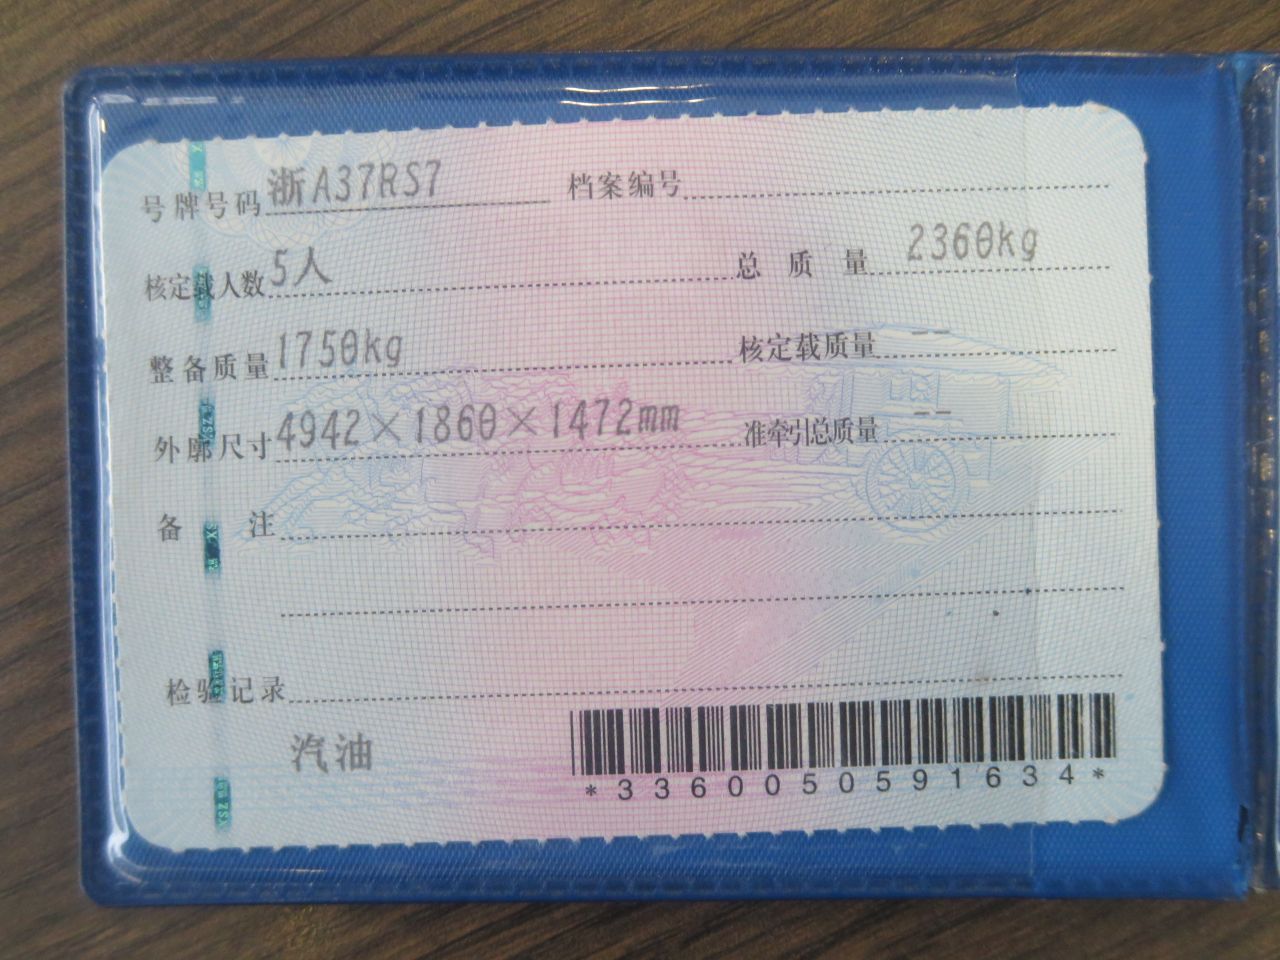 号牌号码 浙A37RS7 档案编号
核定载人数 5人 总质量 2360kg
整备质量 1750kg 核定载质量 --
外廓尺寸 4942×1860×1472mm 准牵引总质量 --
备注
检验记录
汽油
*3360050591634*